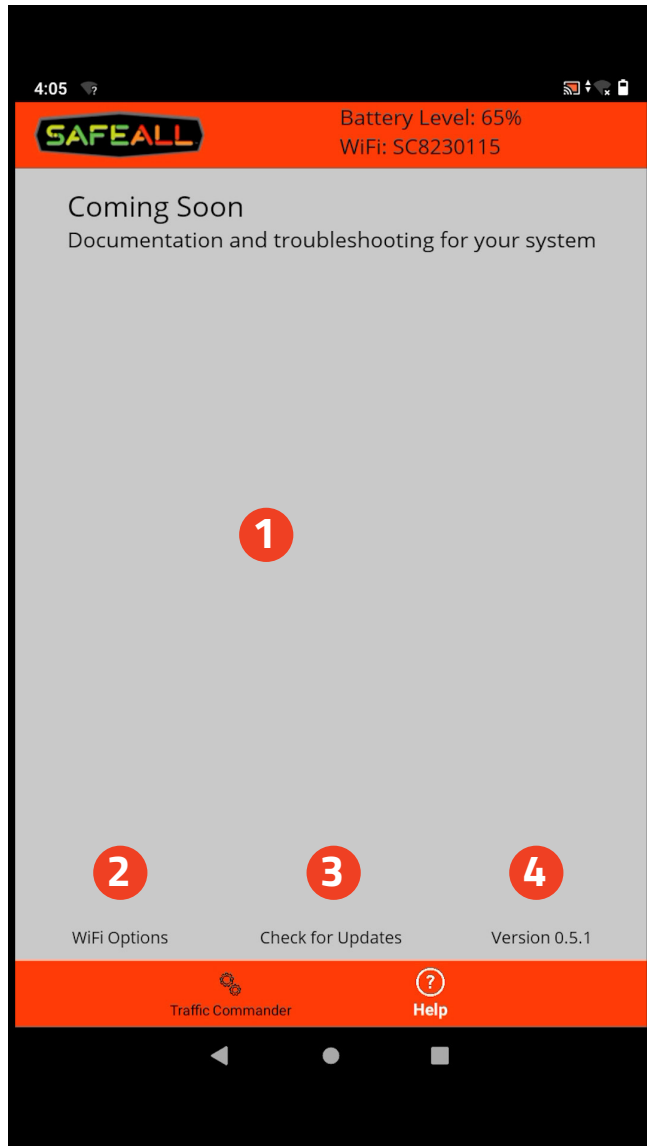 4:05
SAFEALL
Battery Level: 65%
WiFi: SC8230115
Coming Soon
Documentation and troubleshooting for your system
1
2
3
4
WiFi Options
Check for Updates
Version 0.5.1
?
Traffic Commander
Help